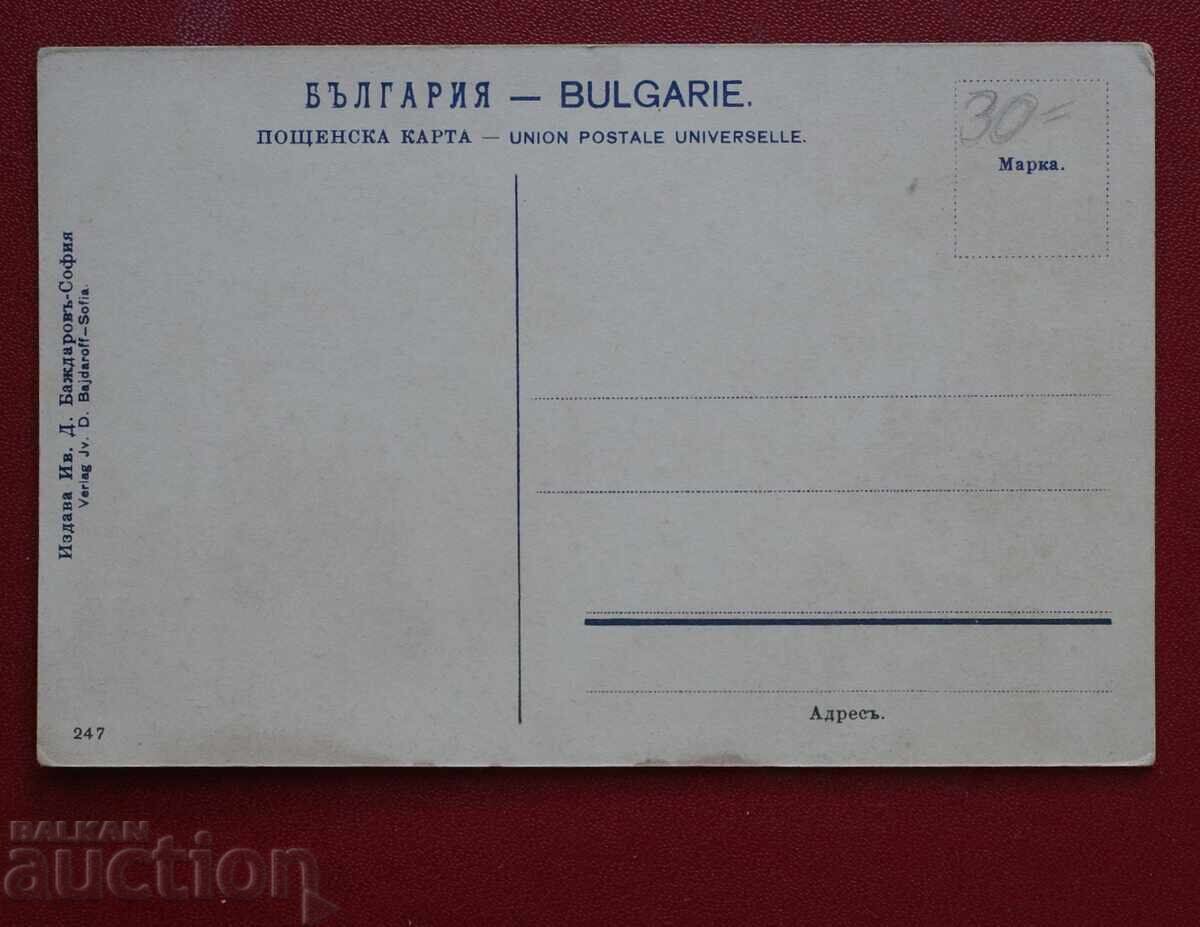 БЪЛГАРИЯ — BULGARIE.
ПОЩЕНСКА КАРТА — UNION POSTALE UNIVERSELLE.
30=
Марка.
Издава Ив. Д. Баждаровъ-София
Verlag Jv. D. Bajdaroff-Sofia.
Адресъ.
247
BALKAN
auction